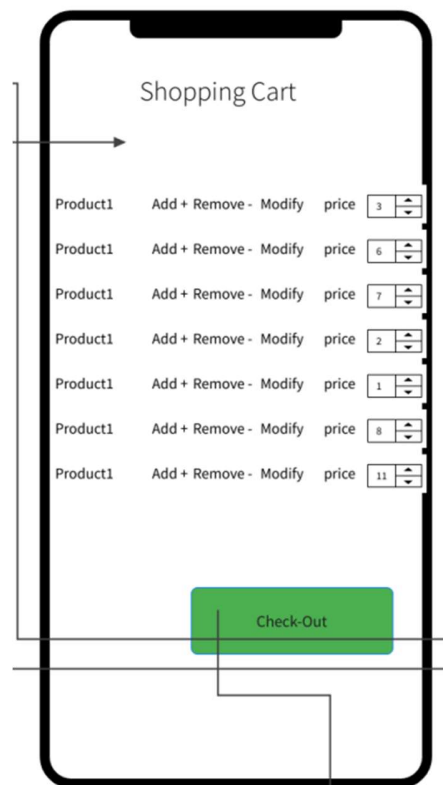 Shopping Cart
Product1 Add + Remove - Modify price 3
Product1 Add + Remove - Modify price 6
Product1 Add + Remove - Modify price 7
Product1 Add + Remove - Modify price 2
Product1 Add + Remove - Modify price 1
Product1 Add + Remove - Modify price 8
Product1 Add + Remove - Modify price 11
Check-Out